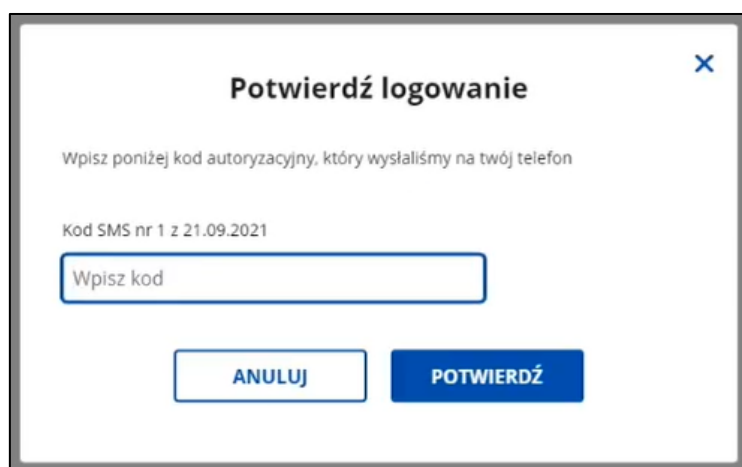 Potwierdź logowanie
Wpisz poniżej kod autoryzacyjny, który wysłaliśmy na twój telefon
Kod SMS nr 1 z 21.09.2021
Wpisz kod
ANULUJ
POTWIERDŹ